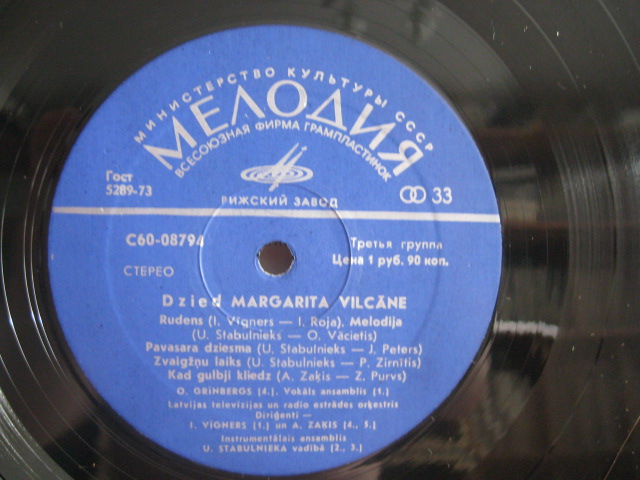 МИНИСТЕРСТВО КУЛЬТУРЫ СССР
МЕЛОДИЯ
ВСЕСОЮЗНАЯ ФИРМА ГРАМПЛАСТИНОК
Гост
5289-73
РИЖСКИЙ ЗАВОД
33
С60-08794
Третья группа
Цена 1 руб. 90 коп.
СТЕРЕО
Dzied MARGARITA VILCĀNE
Rudens (I. Vīgners — I. Roja). Melodija
(U. Stabulnieks — O. Vācietis)
Pavasara dziesma (U. Stabulnieks — J. Peters)
Zvaigžņu laiks (U. Stabulnieks — P. Zirnītis)
Kad gulbji kliedz (A. Zaķis — Z. Purvs)
O. GRĪNBERGS [4.], Vokāls ansamblis [1.]
Latvijas televīzijas un radio estrādes orķestris
Diriģenti —
I. VĪGNERS [1.] un A. ZAĶIS [4., 5.]
Instrumentālais ansamblis
U. STABULNIEKA vadībā [2., 3.]